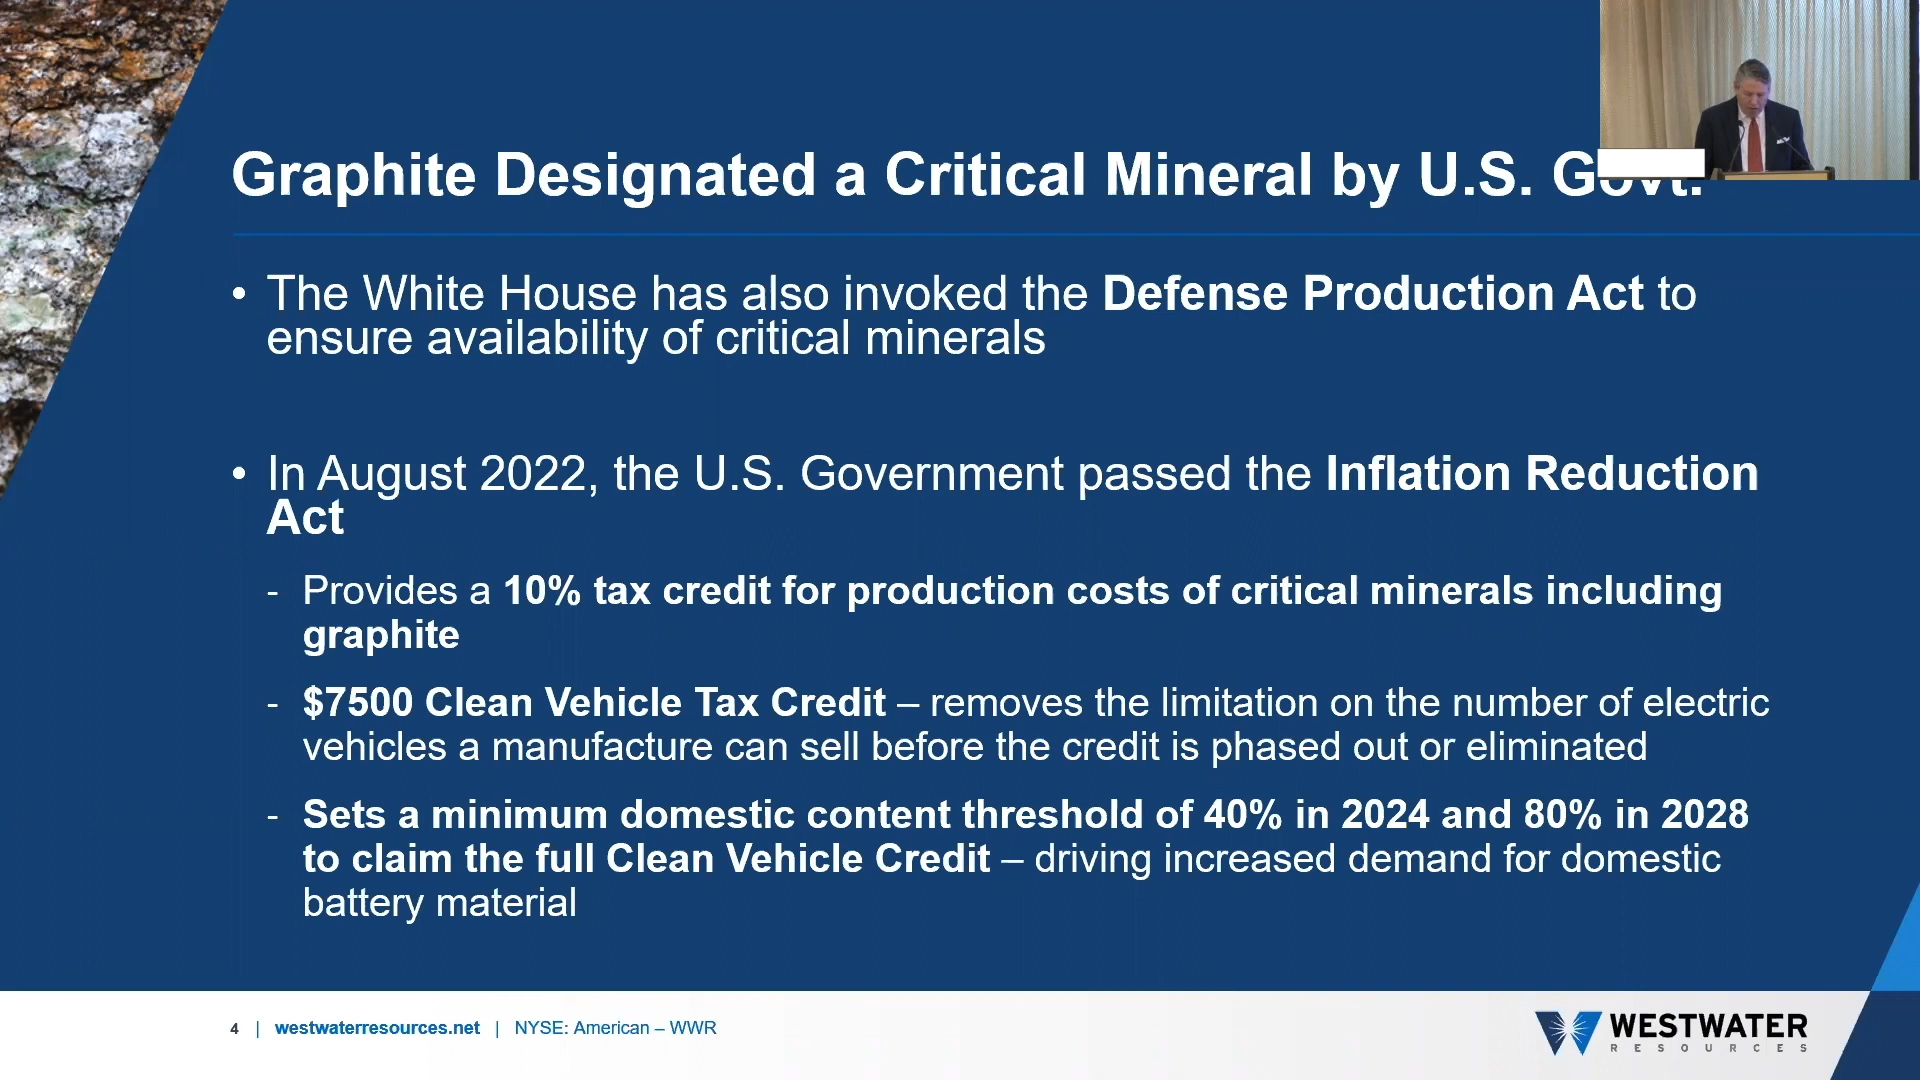 Graphite Designated a Critical Mineral by U.S. Govt.
• The White House has also invoked the Defense Production Act to
ensure availability of critical minerals
• In August 2022, the U.S. Government passed the Inflation Reduction
Act
- Provides a 10% tax credit for production costs of critical minerals including
graphite
- $7500 Clean Vehicle Tax Credit – removes the limitation on the number of electric
vehicles a manufacture can sell before the credit is phased out or eliminated
- Sets a minimum domestic content threshold of 40% in 2024 and 80% in 2028
to claim the full Clean Vehicle Credit – driving increased demand for domestic
battery material
4 | westwaterresources.net | NYSE: American – WWR
WESTWATER
RESOURCES